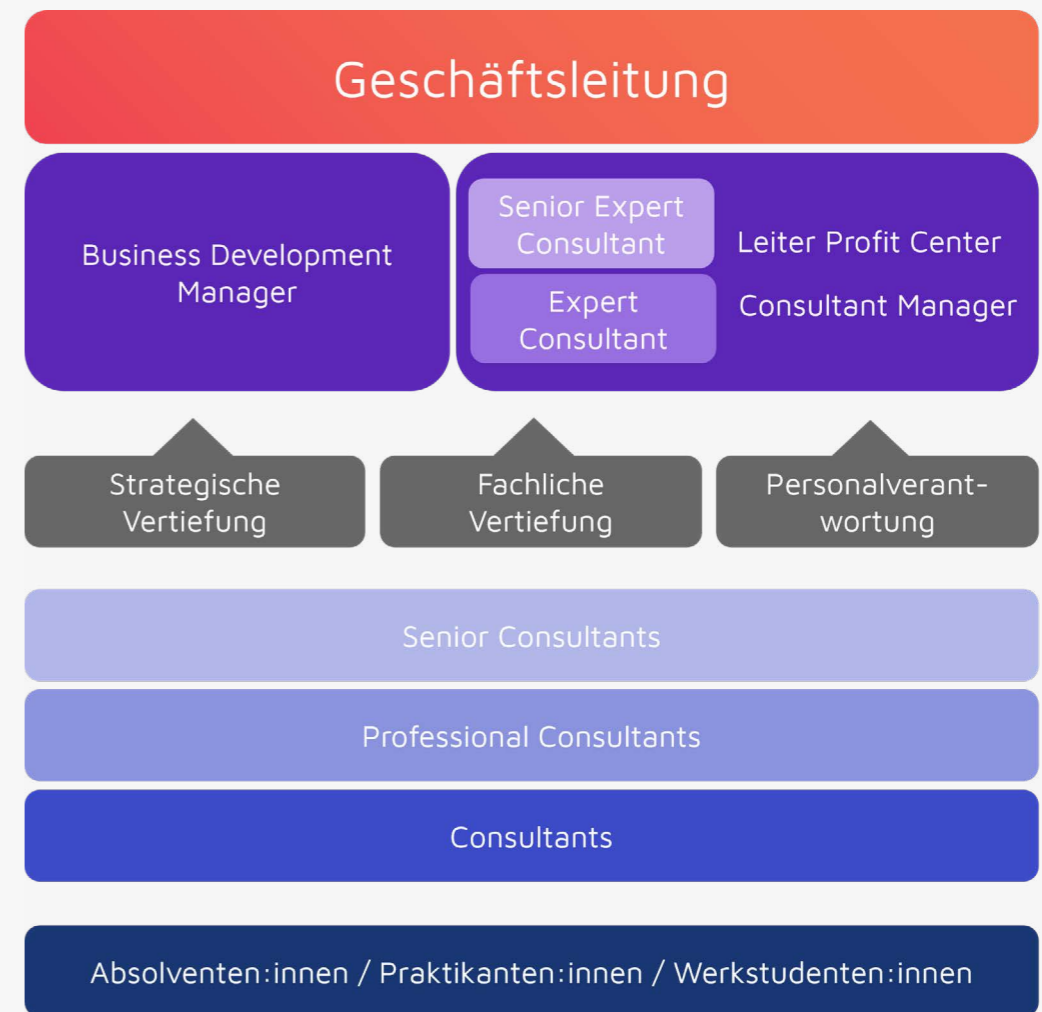 Geschäftsleitung
Business Development
Manager
Senior Expert
Consultant
Expert
Consultant
Leiter Profit Center
Consultant Manager
Strategische
Vertiefung
Fachliche
Vertiefung
Personalverant-
wortung
Senior Consultants
Professional Consultants
Consultants
Absolventen:innen / Praktikanten:innen / Werkstudenten:innen